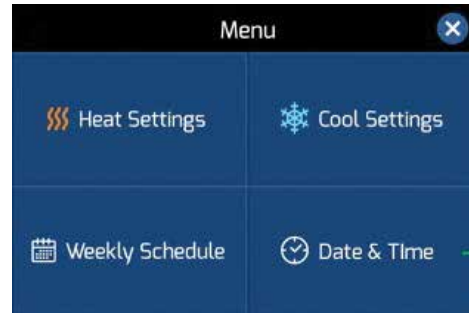 Menu
Heat Settings
Cool Settings
Weekly Schedule
Date & TIme